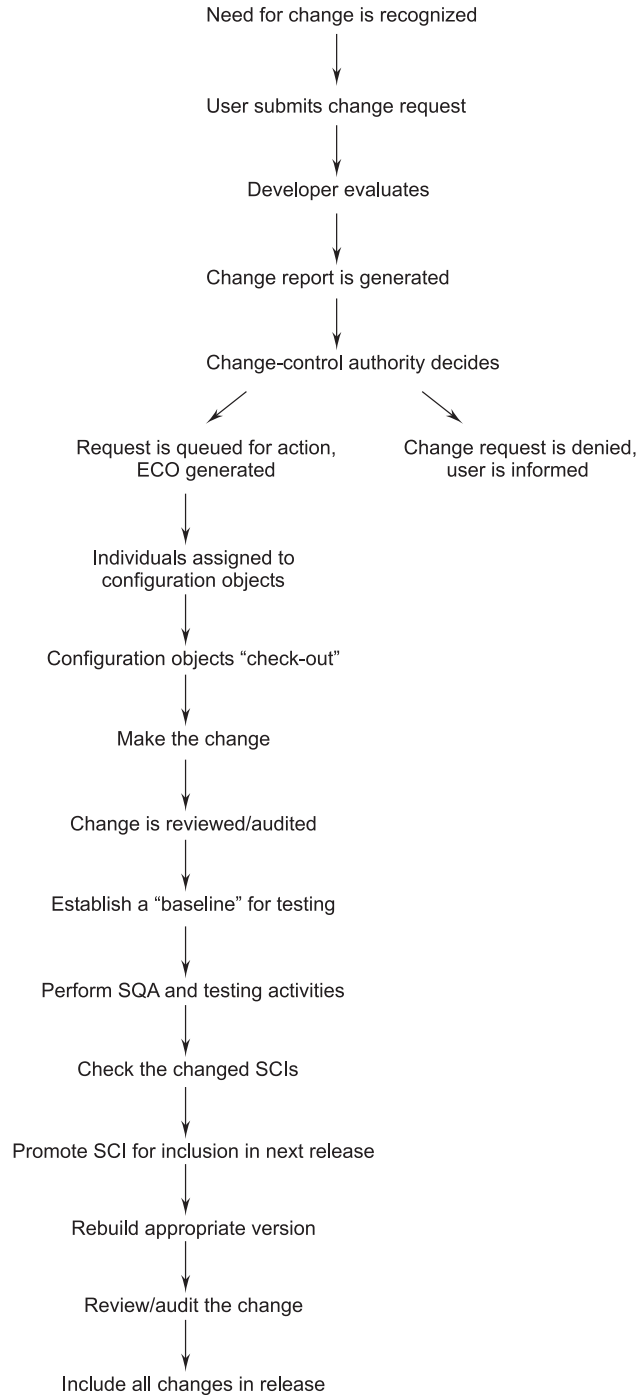 Need for change is recognized
User submits change request
Developer evaluates
Change report is generated
Change-control authority decides
Request is queued for action,
ECO generated
Change request is denied,
user is informed
Individuals assigned to
configuration objects
Configuration objects “check-out”
Make the change
Change is reviewed/audited
Establish a “baseline” for testing
Perform SQA and testing activities
Check the changed SCIs
Promote SCI for inclusion in next release
Rebuild appropriate version
Review/audit the change
Include all changes in release